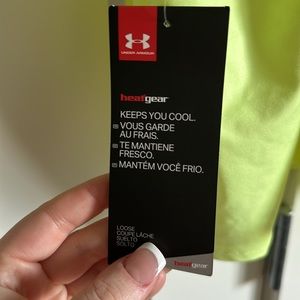 UNDER ARMOUR
heatgear
KEEPS YOU COOL.
VOUS GARDE
AU FRAIS.
TE MANTIENE
FRESCO.
MANTÉM VOCÊ FRIO.
LOOSE
COUPE LÂCHE
SUELTO
SOLTO
heatgear